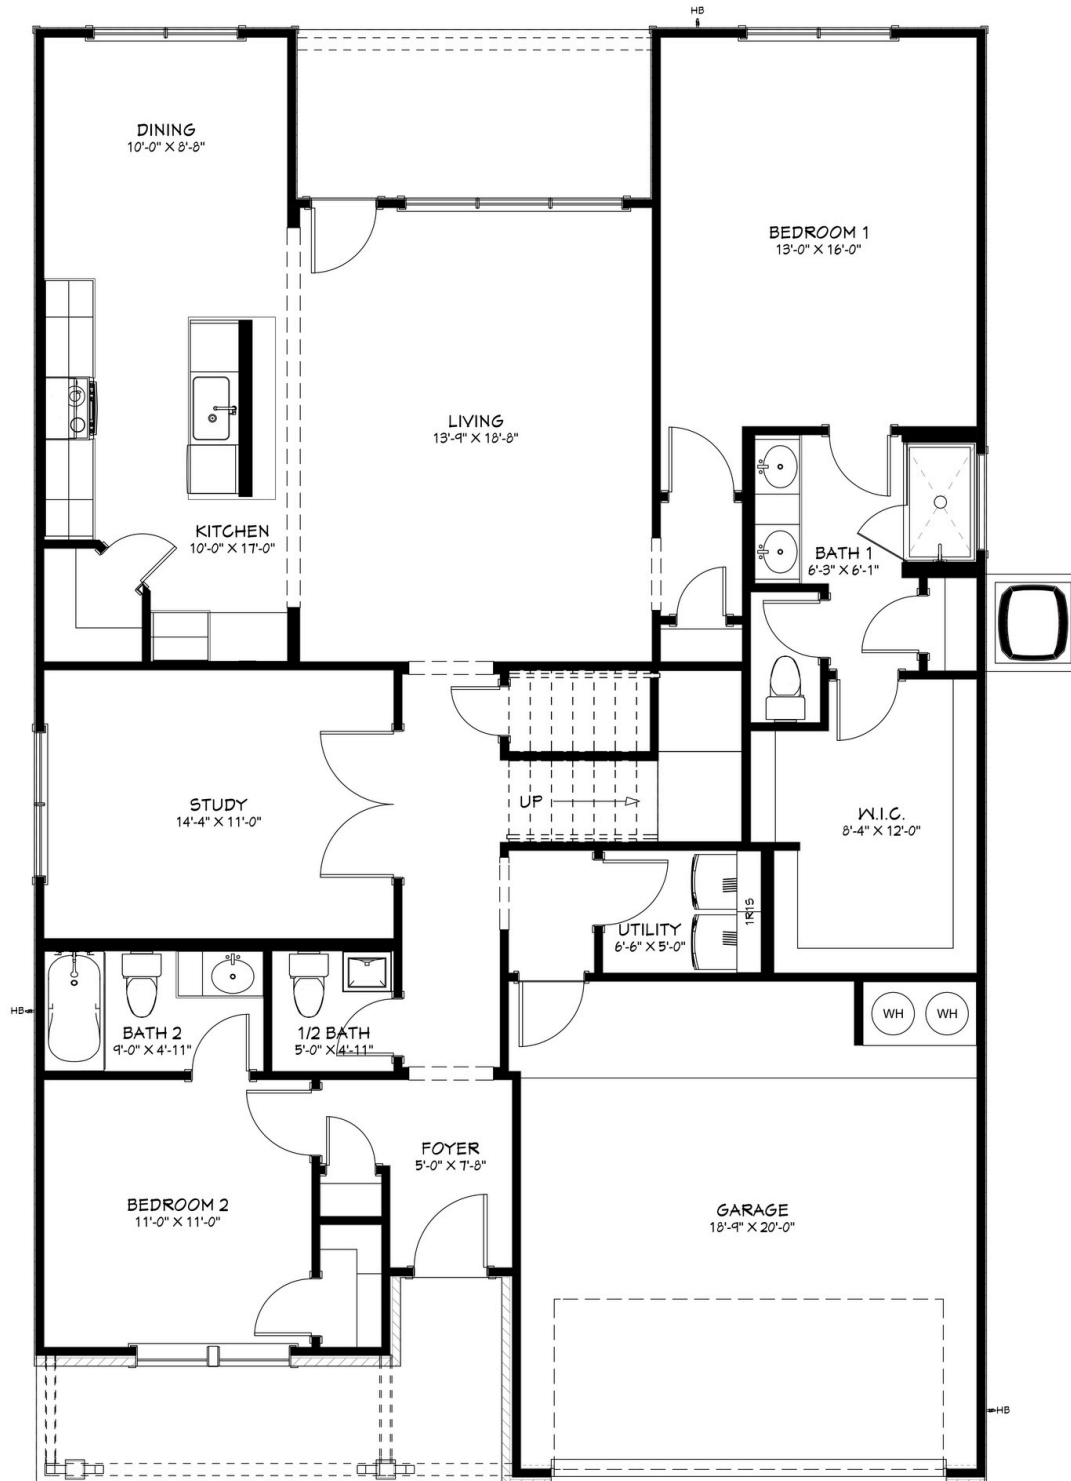 HB
DINING
10'-0" X 8'-8"
BEDROOM 1
13'-0" X 16'-0"
LIVING
13'-9" X 18'-8"
KITCHEN
10'-0" X 17'-0"
BATH 1
6'-3" X 6'-1"
STUDY
14'-4" X 11'-0"
UP
W.I.C.
8'-4" X 12'-0"
UTILITY
6'-6" X 5'-0"
1R1S
HB
BATH 2
9'-0" X 4'-11"
1/2 BATH
5'-0" X 4'-11"
WH
WH
FOYER
5'-0" X 7'-8"
BEDROOM 2
11'-0" X 11'-0"
GARAGE
18'-9" X 20'-0"
HB